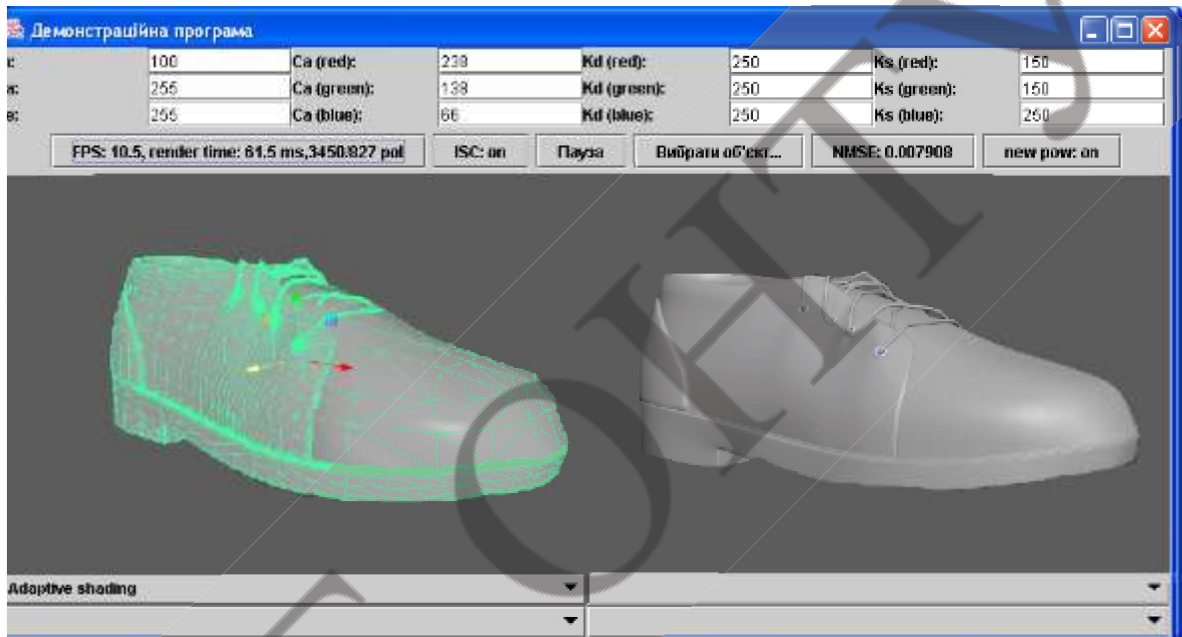 Демонстраційна програма
100 Ca (red): 238 Kd (red): 250 Ks (red): 150
255 Ca (green): 138 Kd (green): 250 Ks (green): 150
255 Ca (blue): 66 Kd (blue): 250 Ks (blue): 250
FPS: 10.5, render time: 61.5 ms, pol ISC: on Пауза Вибрати об'єкт... NMSE: 0.007908 new pow: on
Adaptive shading
ОНТУ